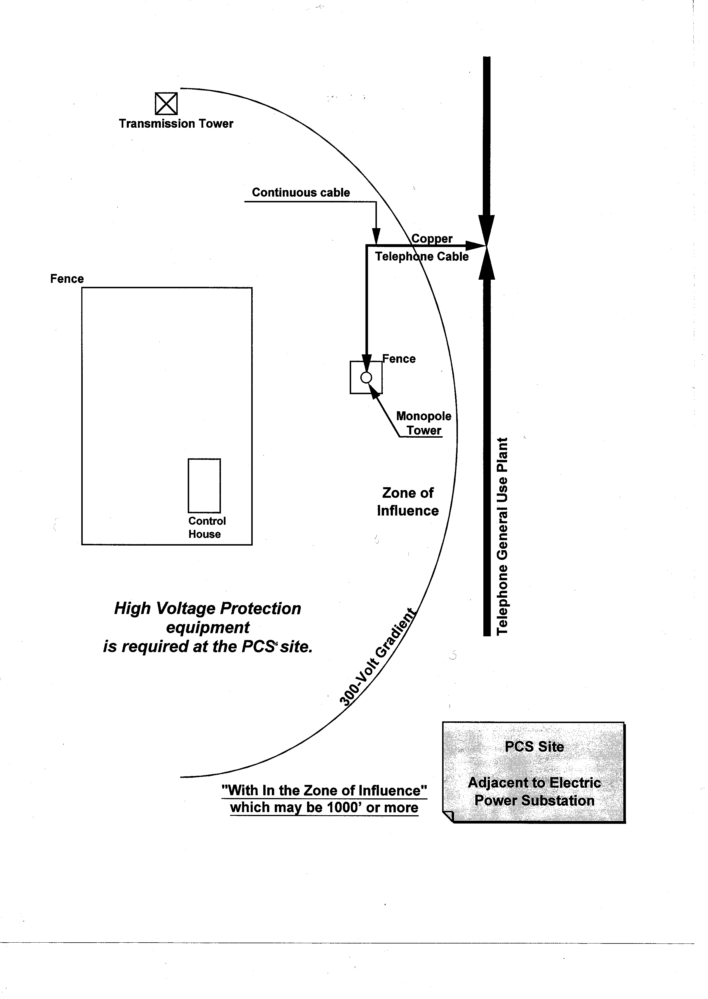 Transmission Tower
Continuous cable
Copper
Telephone Cable
Fence
Fence
Monopole
Tower
Telephone General Use Plant
Zone of
Influence
Control
House
High Voltage Protection
equipment
is required at the PCS site.
300-Volt Gradient
PCS Site
Adjacent to Electric
Power Substation
"With In the Zone of Influence"
which may be 1000' or more